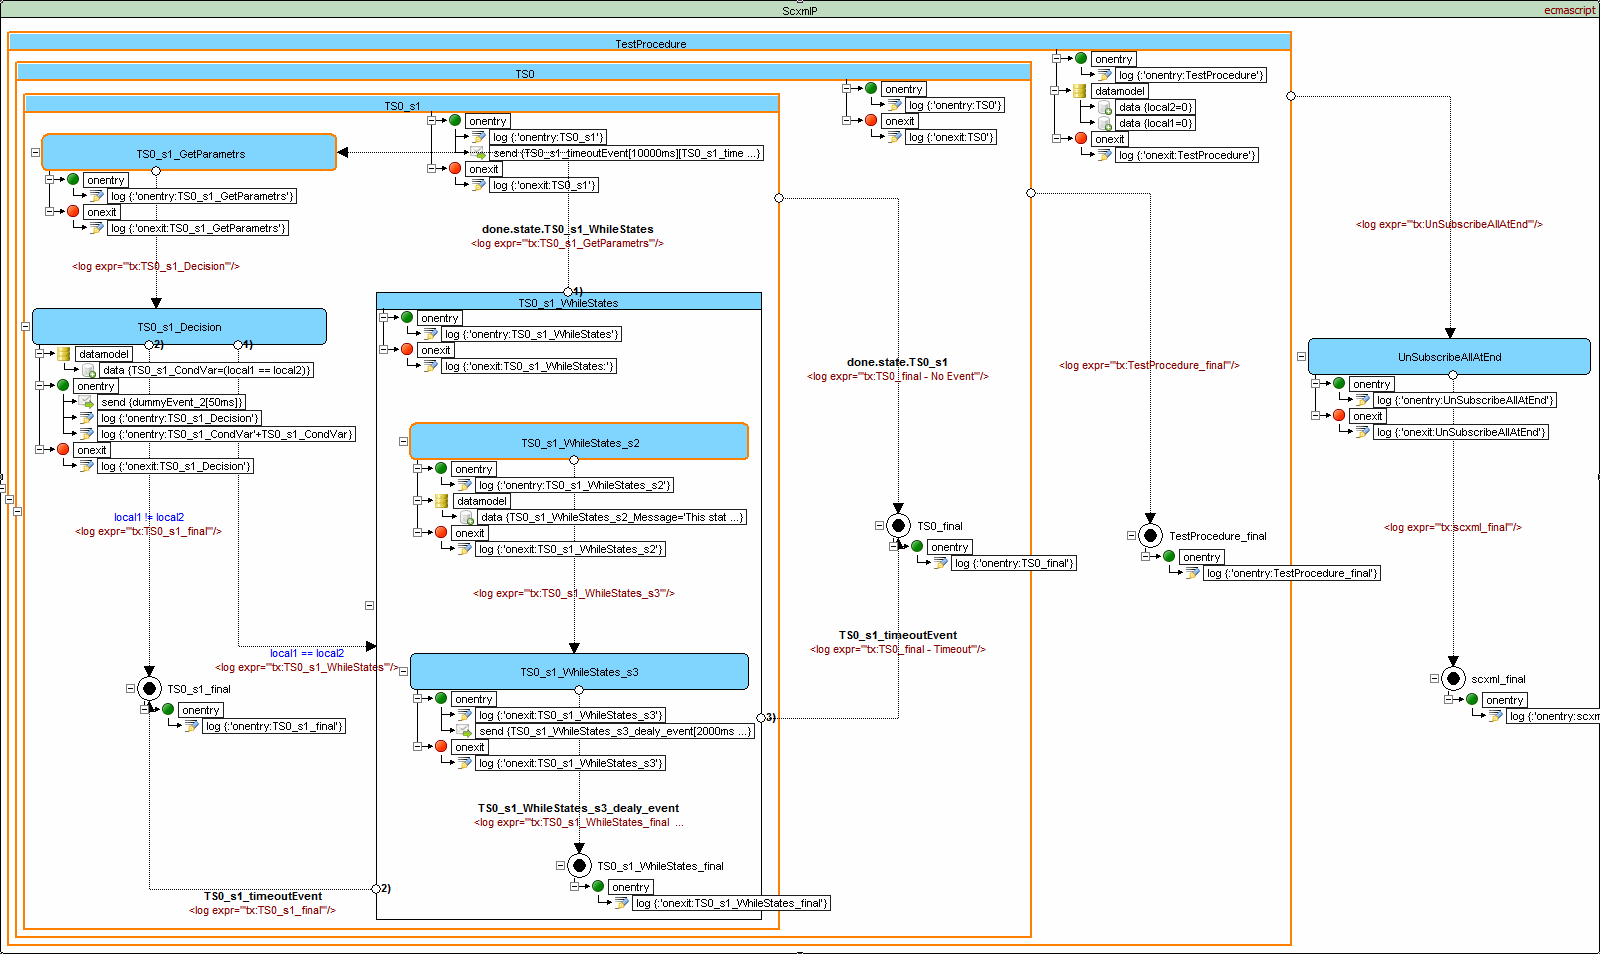 ScxmlP
ecmascript
TestProcedure
onentry
log {:'onentry:TestProcedure'}
datamodel
data {local2=0}
data {local1=0}
onexit
log {:'onexit:TestProcedure'}
TS0
onentry
log {:'onentry:TS0'}
onexit
log {:'onexit:TS0'}
TS0_s1
onentry
log {:'onentry:TS0_s1'}
send {TS0_s1_timeoutEvent[10000ms][TS0_s1_time ...}
onexit
log {:'onexit:TS0_s1'}
TS0_s1_GetParametrs
onentry
log {:'onentry:TS0_s1_GetParametrs'}
onexit
log {:'onexit:TS0_s1_GetParametrs'}
<log expr="'tx:TS0_s1_Decision'"/>
done.state.TS0_s1_WhileStates
<log expr="'tx:TS0_s1_GetParametrs'"/>
TS0_s1_Decision
2)
1)
datamodel
data {TS0_s1_CondVar=(local1 == local2)}
onentry
send {dummyEvent_2[50ms]}
log {:'onentry:TS0_s1_Decision'}
log {:'onentry:TS0_s1_CondVar'+TS0_s1_CondVar}
onexit
log {:'onexit:TS0_s1_Decision'}
local1 != local2
<log expr="'tx:TS0_s1_final'"/>
local1 == local2
<log expr="'tx:TS0_s1_WhileStates'"/>
TS0_s1_final
onentry
log {:'onentry:TS0_s1_final'}
TS0_s1_timeoutEvent
<log expr="'tx:TS0_s1_final'"/>
1)
TS0_s1_WhileStates
onentry
log {:'onentry:TS0_s1_WhileStates'}
onexit
log {:'onexit:TS0_s1_WhileStates:'}
TS0_s1_WhileStates_s2
onentry
log {:'onentry:TS0_s1_WhileStates_s2'}
datamodel
data {TS0_s1_WhileStates_s2_Message='This stat ...}
onexit
log {:'onexit:TS0_s1_WhileStates_s2'}
<log expr="'tx:TS0_s1_WhileStates_s3'"/>
TS0_s1_WhileStates_s3
onentry
log {:'onentry:TS0_s1_WhileStates_s3'}
send {TS0_s1_WhileStates_s3_dealy_event[2000ms ...}
onexit
log {:'onexit:TS0_s1_WhileStates_s3'}
3)
TS0_s1_WhileStates_s3_dealy_event
<log expr="'tx:TS0_s1_WhileStates_final ...
TS0_s1_WhileStates_final
2)
onentry
log {:'onexit:TS0_s1_WhileStates_final'}
done.state.TS0_s1
<log expr="'tx:TS0_final - No Event'"/>
TS0_final
onentry
log {:'onentry:TS0_final'}
TS0_s1_timeoutEvent
<log expr="'tx:TS0_final - Timeout'"/>
<log expr="'tx:TestProcedure_final'"/>
TestProcedure_final
onentry
log {:'onentry:TestProcedure_final'}
<log expr="'tx:UnSubscribeAllAtEnd'"/>
UnSubscribeAllAtEnd
onentry
log {:'onentry:UnSubscribeAllAtEnd'}
onexit
log {:'onexit:UnSubscribeAllAtEnd'}
<log expr="'tx:scxml_final'"/>
scxml_final
onentry
log {:'onentry:scxm